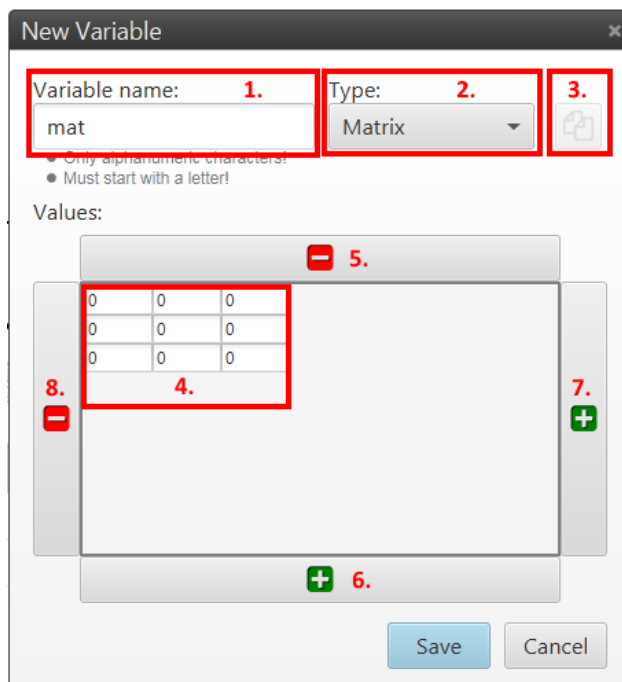 New Variable ×
Variable name: 1. Type: 2. 3.
mat Matrix
• Only alphanumeric characters!
• Must start with a letter!
Values:
5.
0 0 0
0 0 0
0 0 0
8. 4. 7.
6.
Save Cancel